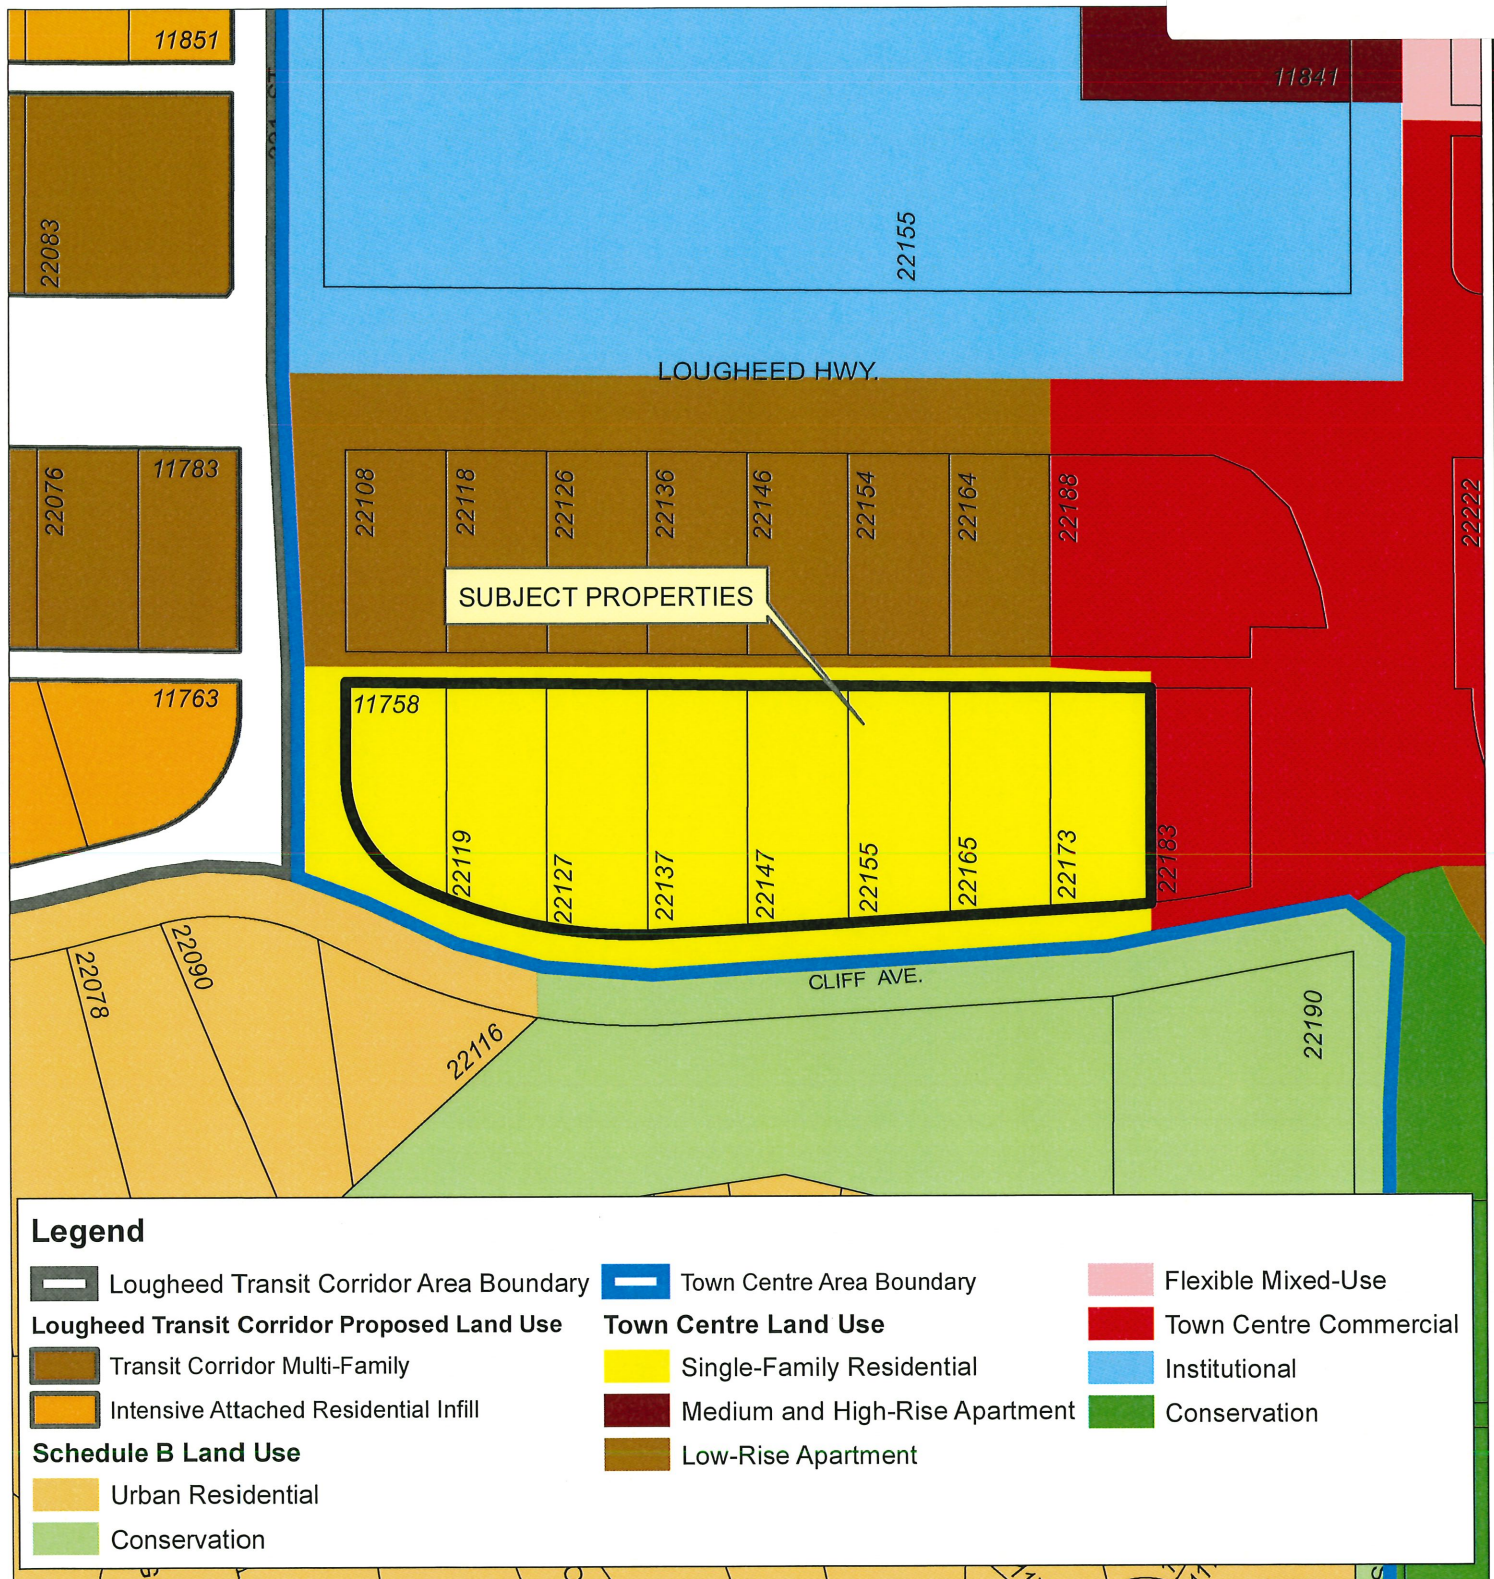 11851
11841
221 ST
22083
22155
LOUGHEED HWY.
22076
11783
22108
22118
22126
22136
22146
22154
22164
22188
22222
SUBJECT PROPERTIES
11763
11758
22119
22127
22137
22147
22155
22165
22173
22183
22078
22090
22116
CLIFF AVE.
22190
Legend
Lougheed Transit Corridor Area Boundary
Lougheed Transit Corridor Proposed Land Use
Transit Corridor Multi-Family
Intensive Attached Residential Infill
Schedule B Land Use
Urban Residential
Conservation
Town Centre Area Boundary
Town Centre Land Use
Single-Family Residential
Medium and High-Rise Apartment
Low-Rise Apartment
Flexible Mixed-Use
Town Centre Commercial
Institutional
Conservation